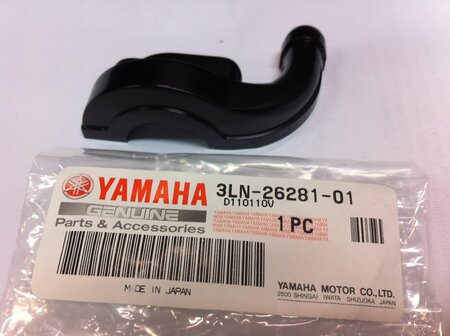 YAMAHA
GENUINE
Parts & Accessories
3LN-26281-01
D110110V
1 PC
MADE IN JAPAN
YAMAHA MOTOR CO.,LTD.
2500 SHINGAI IWATA SHIZUOKA JAPAN